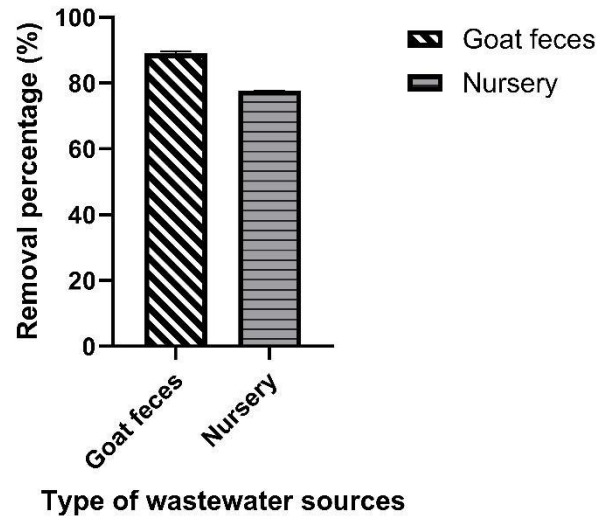 Removal percentage (%)
100
80
60
40
20
0
Goat feces
Nursery
Type of wastewater sources
Goat feces
Nursery